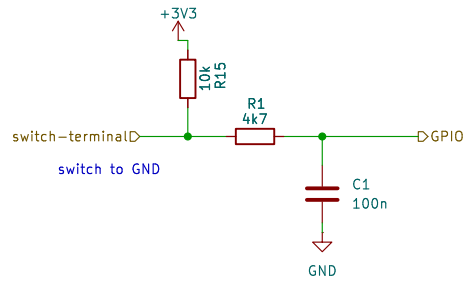 +3V3
10k
R15
R1
4k7
switch-terminal
GPIO
switch to GND
C1
100n
GND